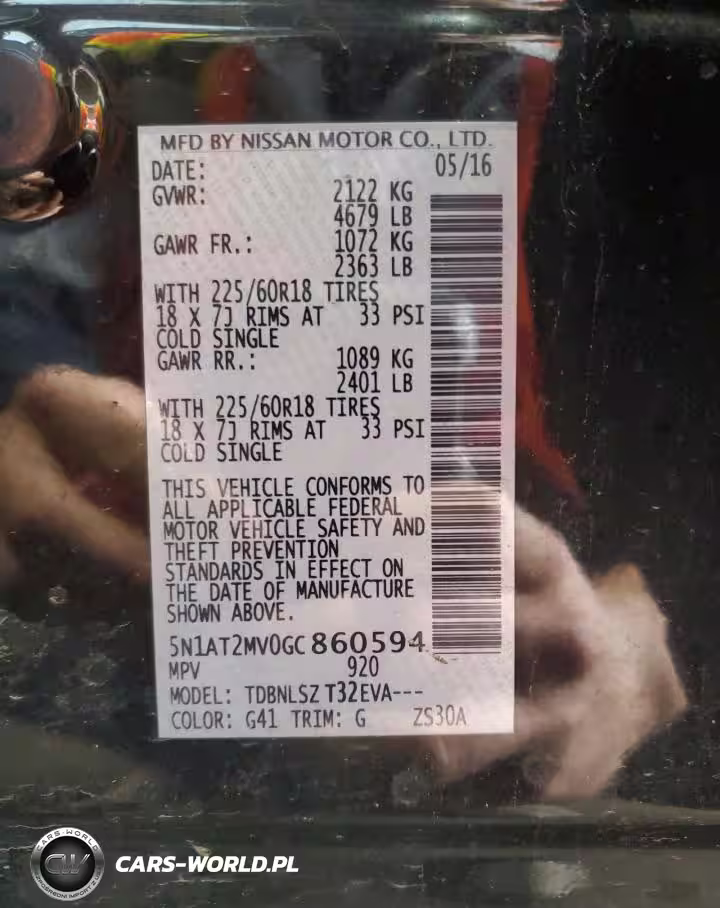 MFD BY NISSAN MOTOR CO., LTD.
DATE: 05/16
GVWR: 2122 KG
4679 LB
GAWR FR.: 1072 KG
2363 LB
WITH 225/60R18 TIRES
18 X 7J RIMS AT 33 PSI
COLD SINGLE
GAWR RR.: 1089 KG
2401 LB
WITH 225/60R18 TIRES
18 X 7J RIMS AT 33 PSI
COLD SINGLE
THIS VEHICLE CONFORMS TO
ALL APPLICABLE FEDERAL
MOTOR VEHICLE SAFETY AND
THEFT PREVENTION
STANDARDS IN EFFECT ON
THE DATE OF MANUFACTURE
SHOWN ABOVE.
5N1AT2MV0GC860594
MPV 920
MODEL: TDBNLSZ T32EVA---
COLOR: G41 TRIM: G ZS30A
CARS-WORLD
CW
CARS-WORLD.PL